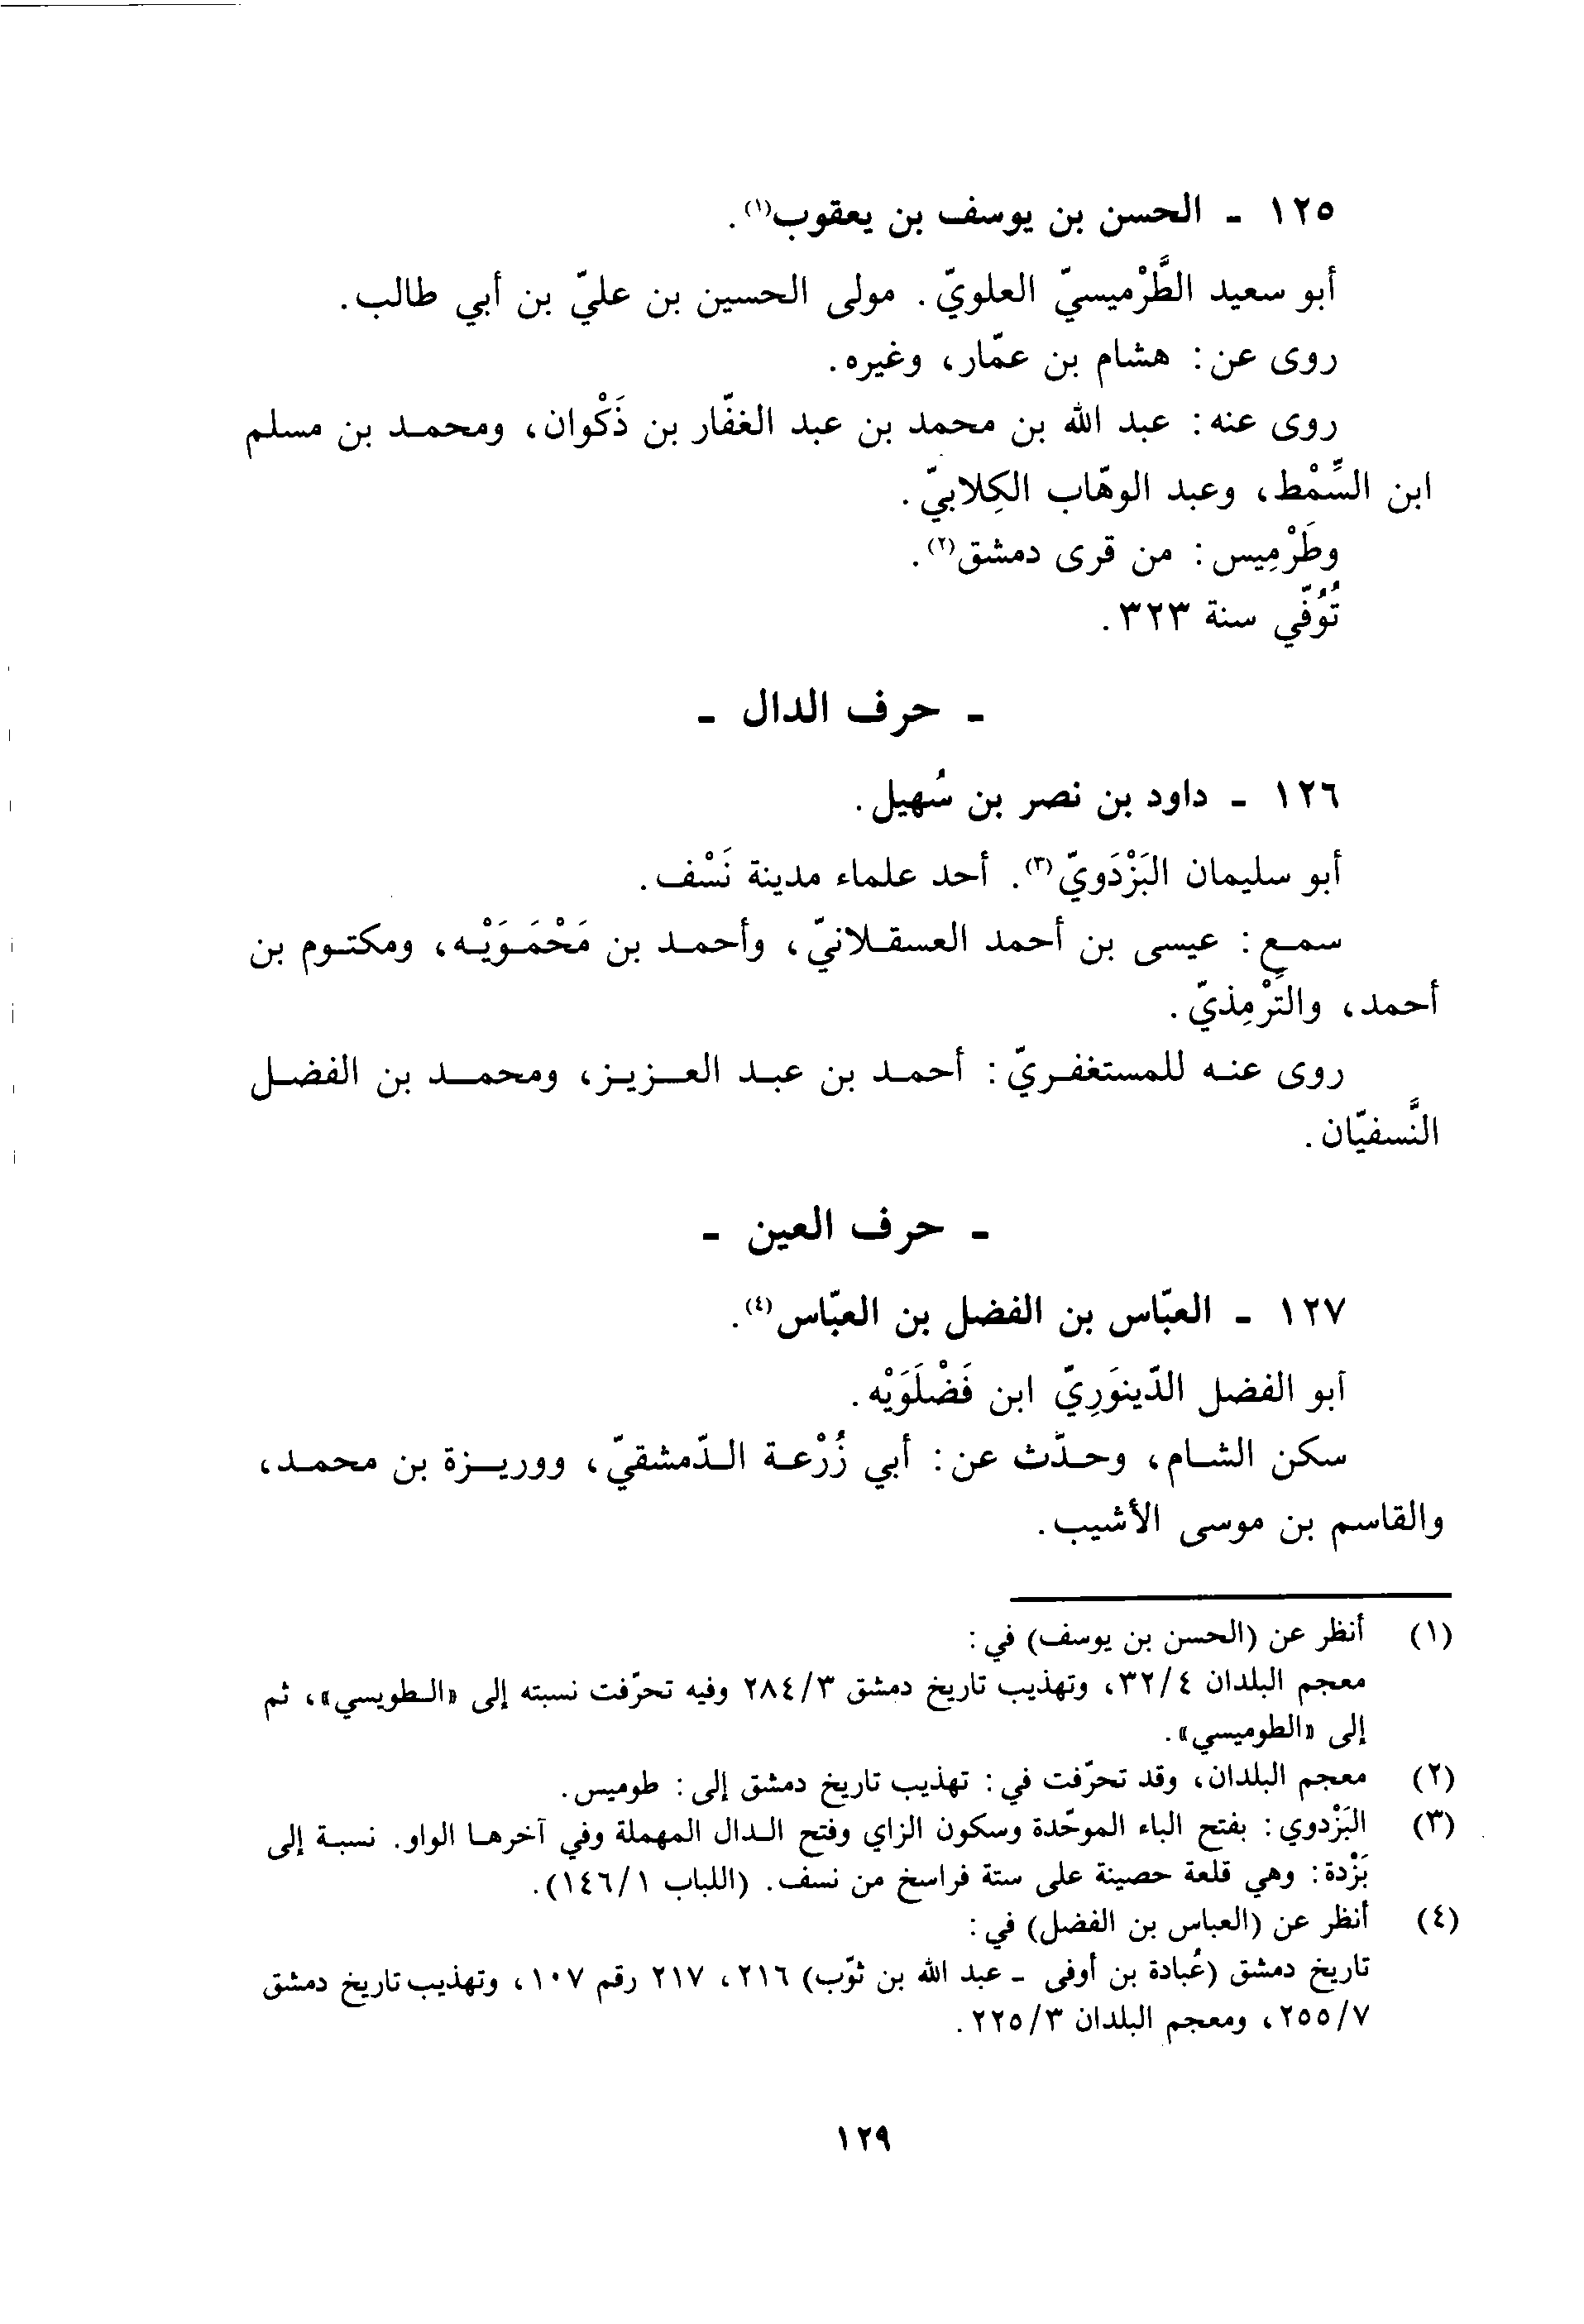 ١٢٥ - الحسن بن يوسف بن يعقوب(١).
أبو سعيد الطَّرْميسيّ العلويّ. مولى الحسين بن عليّ بن أبي طالب.
روى عن: هشام بن عمّار، وغيره.
روى عنه: عبد الله بن محمد بن عبد الغفّار بن ذَكْوان، ومحمد بن مسلم
ابن السِّمْط، وعبد الوهّاب الكِلابيّ.
وطَرْمِيس: من قرى دمشق(٢).
تُوُفّي سنة ٣٢٣.
- حرف الدال -
١٢٦ - داود بن نصر بن سُهيل.
أبو سليمان البَزْدَويّ(٣). أحد علماء مدينة نَسْف.
سمع: عيسى بن أحمد العسقلانيّ، وأحمد بن مَحْمَوَيْه، ومكتوم بن
أحمد، والتِّرْمِذيّ.
روى عنه للمستغفريّ: أحمد بن عبد العزيز، ومحمد بن الفضل
النَّسفيّان.
- حرف العين -
١٢٧ - العبّاس بن الفضل بن العبّاس(٤).
أبو الفضل الدّينوَرِيّ ابن فَضْلَوَيْه.
سكن الشام، وحدّث عن: أبي زُرْعة الدّمشقيّ، ووريزة بن محمد،
والقاسم بن موسى الأشيب.
(١) أنظر عن (الحسن بن يوسف) في:
معجم البلدان ٣٢/٤، وتهذيب تاريخ دمشق ٢٨٤/٣ وفيه تحرّفت نسبته إلى «الطويسي»، ثم
إلى «الطوميسي».
(٢) معجم البلدان، وقد تحرّفت في: تهذيب تاريخ دمشق إلى: طوميس.
(٣) البَزْدوي: بفتح الباء الموحّدة وسكون الزاي وفتح الدال المهملة وفي آخرها الواو. نسبة إلى
بَزْدة: وهي قلعة حصينة على ستة فراسخ من نسف. (اللباب ١٤٦/١).
(٤) أنظر عن (العباس بن الفضل) في:
تاريخ دمشق (عُبادة بن أوفى - عبد الله بن ثوّب) ٢١٦، ٢١٧ رقم ١٠٧، وتهذيب تاريخ دمشق
٢٥٥/٧، ومعجم البلدان ٢٢٥/٣.
١٢٩